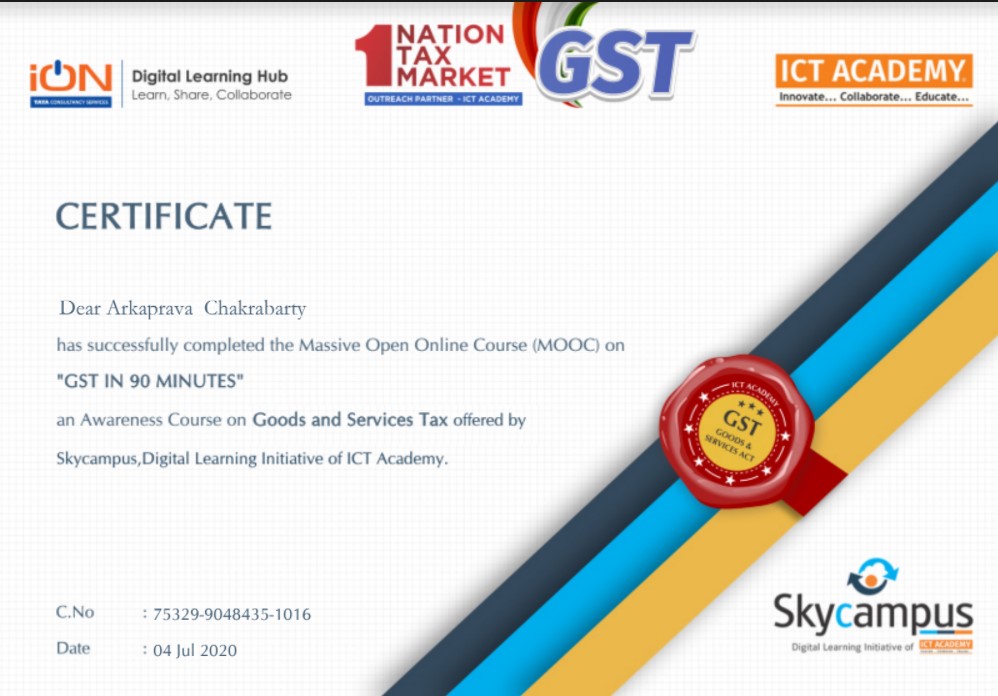 iON
TATA CONSULTANCY SERVICES
Digital Learning Hub
Learn, Share, Collaborate
1 NATION
TAX
MARKET
OUTREACH PARTNER - ICT ACADEMY
GST
ICT ACADEMY
Innovate... Collaborate... Educate...
CERTIFICATE
Dear Arkaprava Chakrabarty
has successfully completed the Massive Open Online Course (MOOC) on
"GST IN 90 MINUTES"
an Awareness Course on Goods and Services Tax offered by
Skycampus,Digital Learning Initiative of ICT Academy.
ICT ACADEMY
GST
GOODS &
SERVICES ACT
C.No : 75329-9048435-1016
Date : 04 Jul 2020
Skycampus
Digital Learning Initiative of ICT ACADEMY